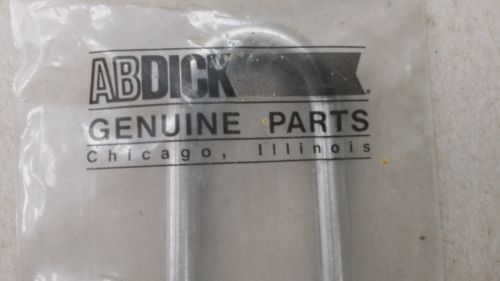 ABDICK
GENUINE PARTS
Chicago, Illinois